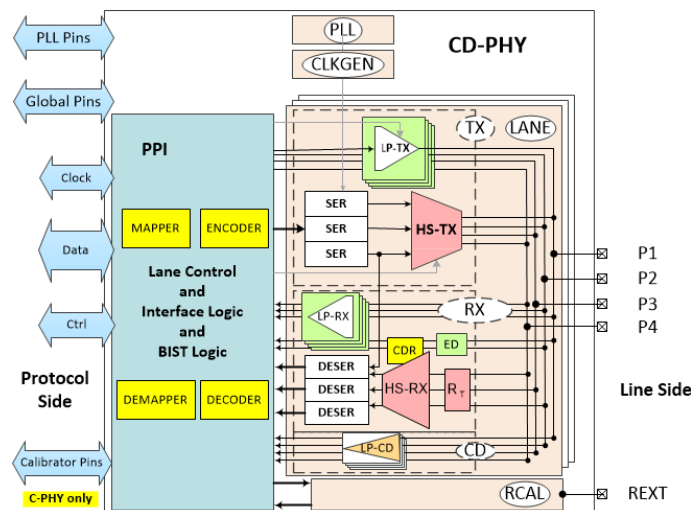 PLL Pins
PLL
CD-PHY
CLKGEN
Global Pins
PPI
TX
LANE
LP-TX
Clock
MAPPER
ENCODER
SER
SER
SER
HS-TX
Data
P1
P2
P3
P4
Lane Control
and
Interface Logic
and
BIST Logic
LP-RX
RX
Ctrl
CDR
ED
Protocol
Side
DEMAPPER
DECODER
DESER
DESER
DESER
HS-RX
RT
Line Side
LP-CD
CD
Calibrator Pins
C-PHY only
RCAL
REXT